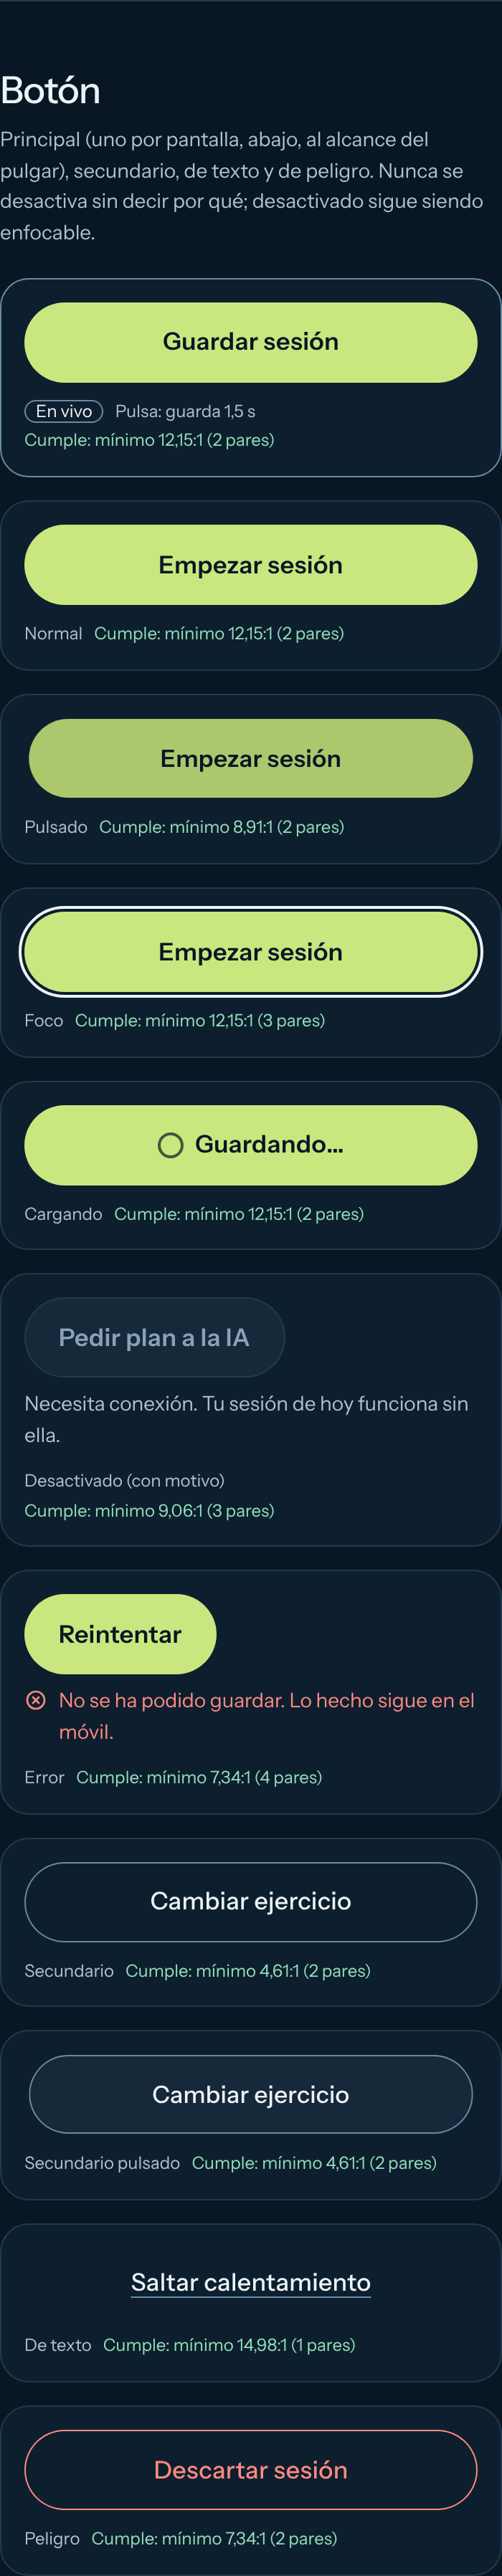 Botón
Principal (uno por pantalla, abajo, al alcance del
pulgar), secundario, de texto y de peligro. Nunca se
desactiva sin decir por qué; desactivado sigue siendo
enfocable.
Guardar sesión
En vivo Pulsa: guarda 1,5 s
Cumple: mínimo 12,15:1 (2 pares)
Empezar sesión
Normal Cumple: mínimo 12,15:1 (2 pares)
Empezar sesión
Pulsado Cumple: mínimo 8,91:1 (2 pares)
Empezar sesión
Foco Cumple: mínimo 12,15:1 (3 pares)
Guardando...
Cargando Cumple: mínimo 12,15:1 (2 pares)
Pedir plan a la IA
Necesita conexión. Tu sesión de hoy funciona sin
ella.
Desactivado (con motivo)
Cumple: mínimo 9,06:1 (3 pares)
Reintentar
No se ha podido guardar. Lo hecho sigue en el
móvil.
Error Cumple: mínimo 7,34:1 (4 pares)
Cambiar ejercicio
Secundario Cumple: mínimo 4,61:1 (2 pares)
Cambiar ejercicio
Secundario pulsado Cumple: mínimo 4,61:1 (2 pares)
Saltar calentamiento
De texto Cumple: mínimo 14,98:1 (1 pares)
Descartar sesión
Peligro Cumple: mínimo 7,34:1 (2 pares)